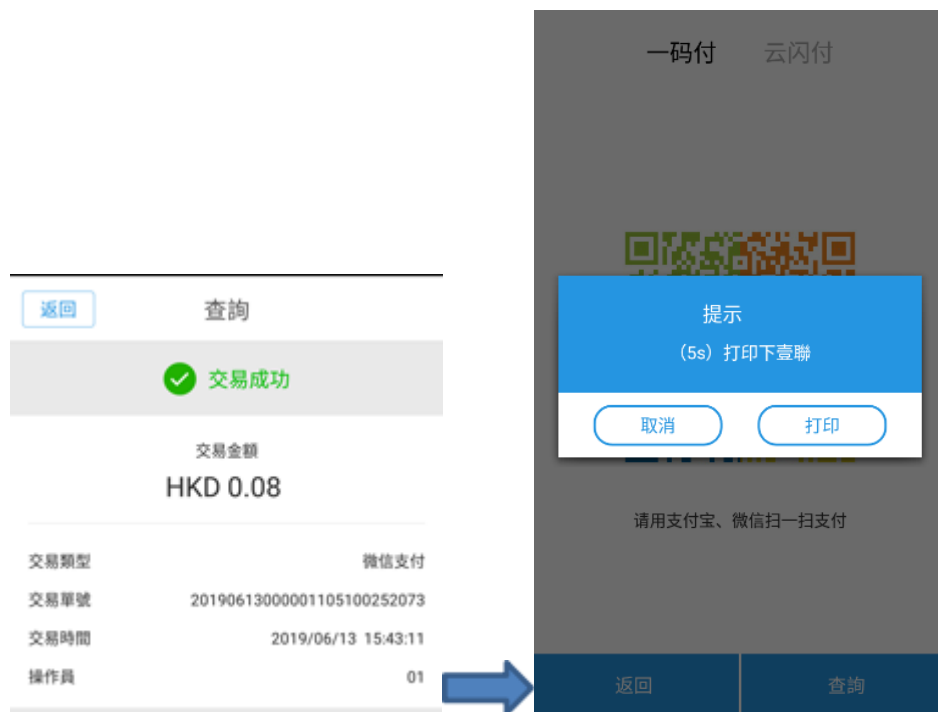 返回 查詢
交易成功
交易金額
HKD 0.08
交易類型 微信支付
交易單號 201906130000001105100252073
交易時間 2019/06/13 15:43:11
操作員 01
一码付 云闪付
提示
（5s）打印下壹聯
取消 打印
请用支付宝、微信扫一扫支付
返回 查詢